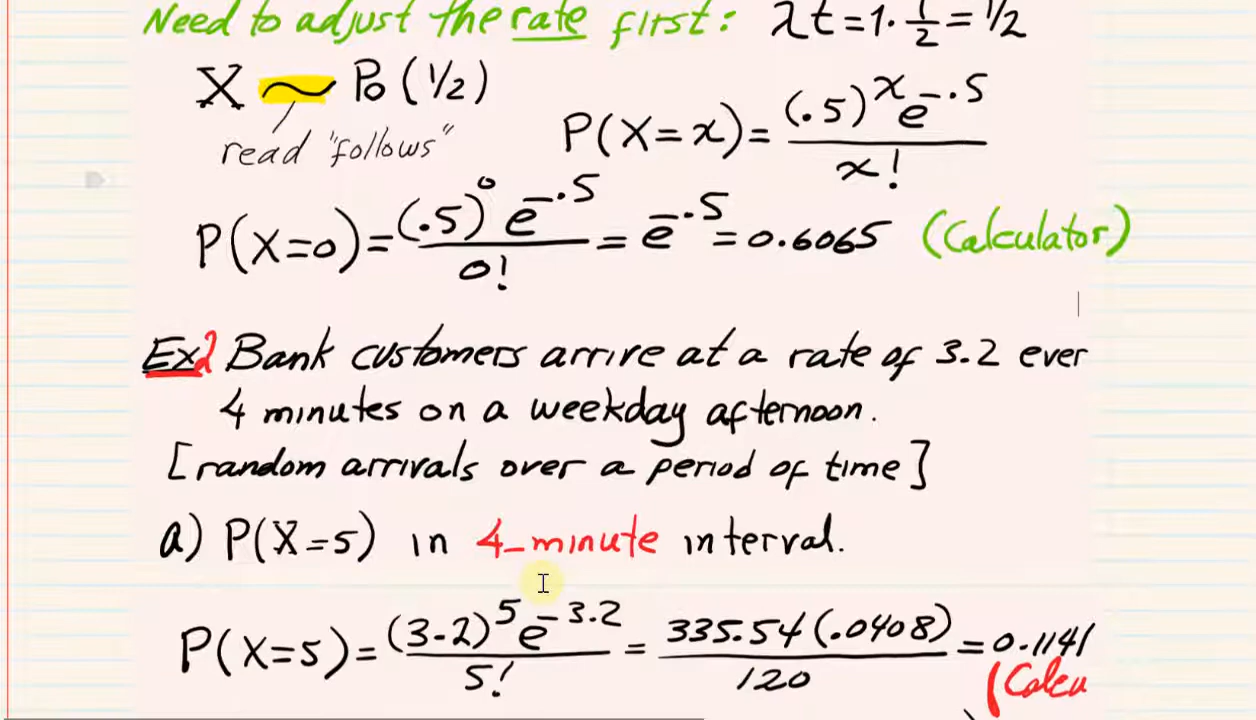 Need to adjust the rate first: λt = 1 · 1/2 = 1/2
X ~ Po (1/2)
read "follows"
P(X = x) = (.5)^x e^-.5 / x!
P(X=0) = (.5)^0 e^-.5 / 0! = e^-.5 = 0.6065 (Calculator)
Ex2 Bank customers arrive at a rate of 3.2 ever
4 minutes on a weekday afternoon.
[random arrivals over a period of time]
a) P(X=5) in 4-minute interval.
P(X=5) = (3.2)^5 e^-3.2 / 5! = 335.54(.0408) / 120 = 0.1141
(Calcu